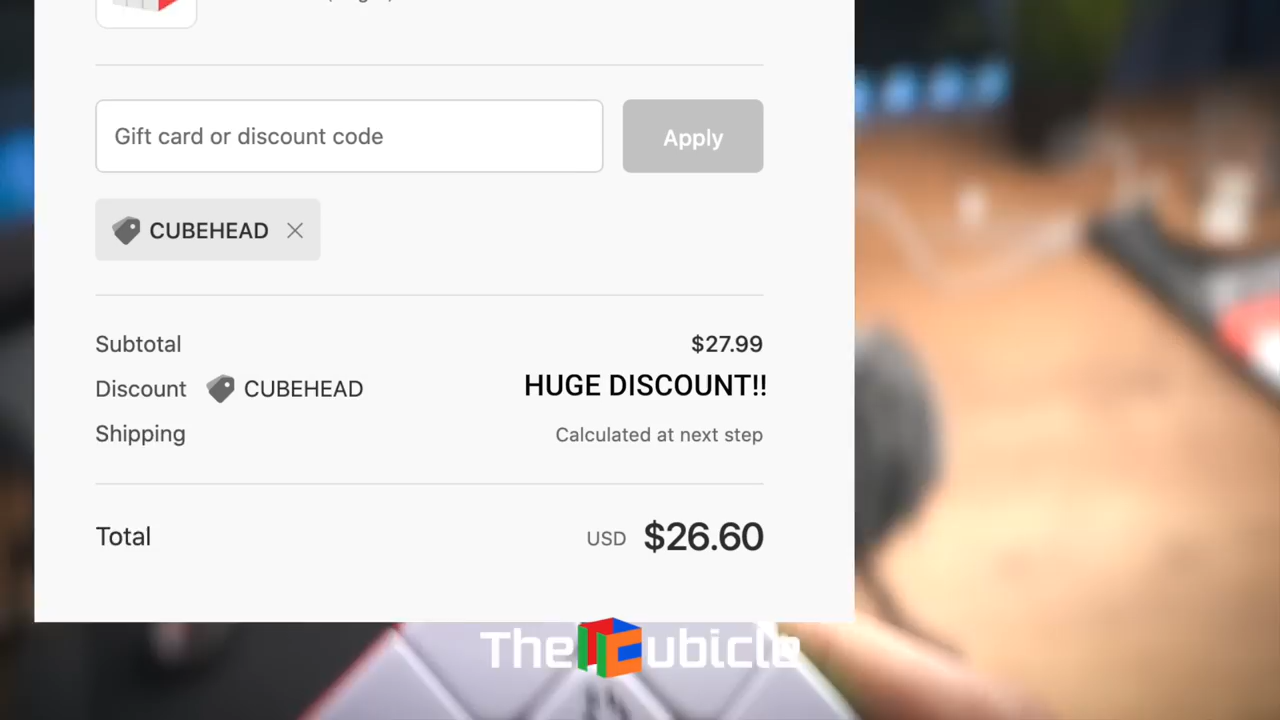 Gift card or discount code
Apply
CUBEHEAD
Subtotal $27.99
Discount CUBEHEAD HUGE DISCOUNT!!
Shipping Calculated at next step
Total USD $26.60
TheCubicle